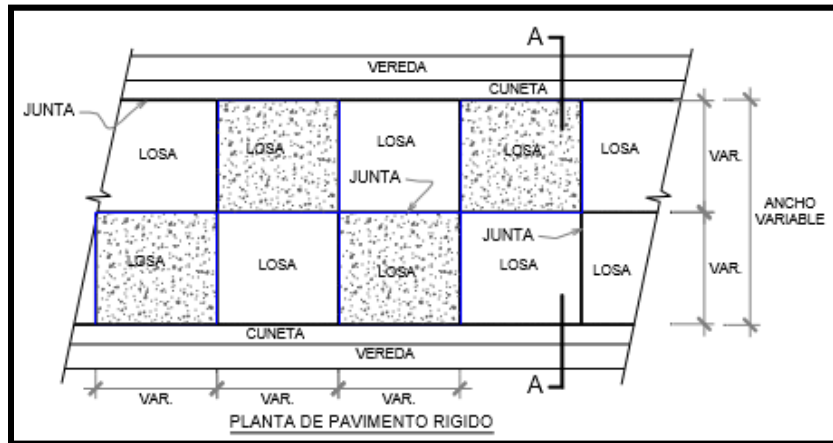 A
VEREDA
CUNETA
JUNTA
LOSA
LOSA
LOSA
LOSA
LOSA
VAR.
JUNTA
ANCHO
VARIABLE
JUNTA
LOSA
LOSA
LOSA
LOSA
LOSA
VAR.
CUNETA
VEREDA
A
VAR.
VAR.
VAR.
PLANTA DE PAVIMENTO RIGIDO